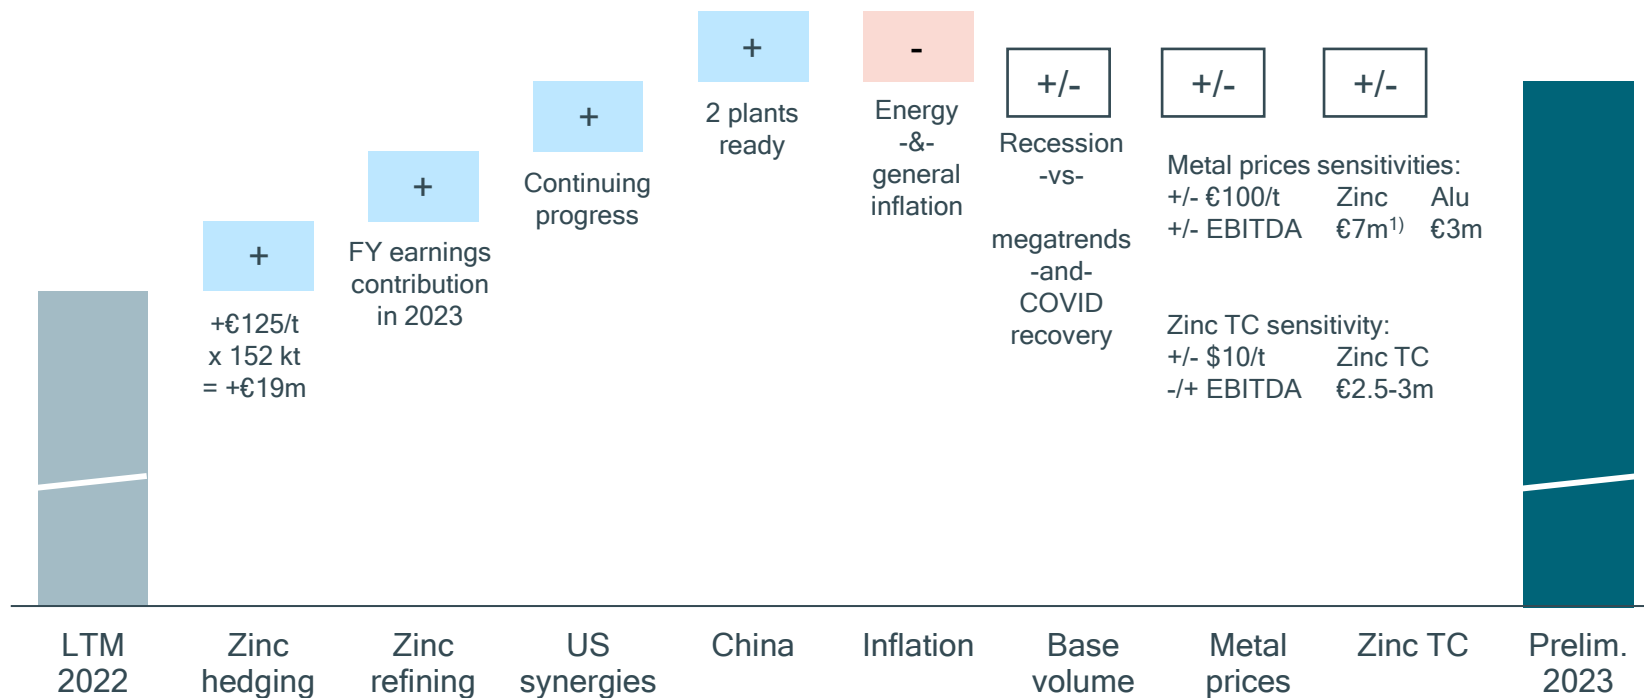 +
+€125/t
x 152 kt
= +€19m
+
FY earnings
contribution
in 2023
+
Continuing
progress
+
2 plants
ready
-
Energy
-&-
general
inflation
+/-
Recession
-vs-
megatrends
-and-
COVID
recovery
+/-
+/-
Metal prices sensitivities:
+/- €100/t Zinc Alu
+/- EBITDA €7m1) €3m
Zinc TC sensitivity:
+/- $10/t Zinc TC
-/+ EBITDA €2.5-3m
LTM
2022
Zinc
hedging
Zinc
refining
US
synergies
China
Inflation
Base
volume
Metal
prices
Zinc TC
Prelim.
2023